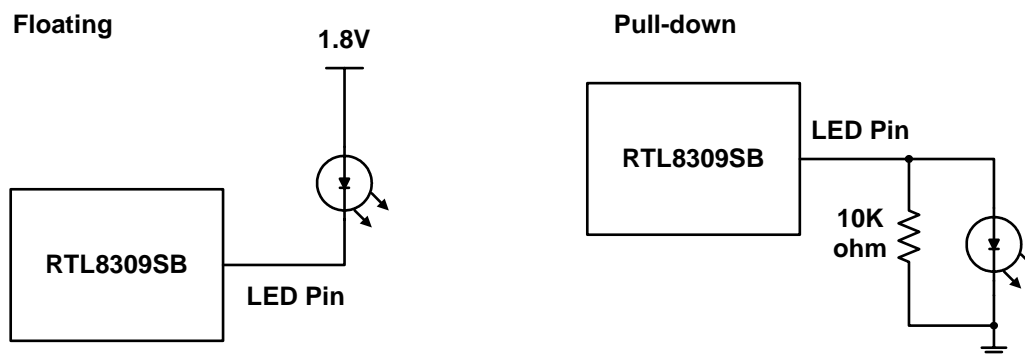 Floating
1.8V
RTL8309SB
LED Pin
Pull-down
RTL8309SB
LED Pin
10K
ohm